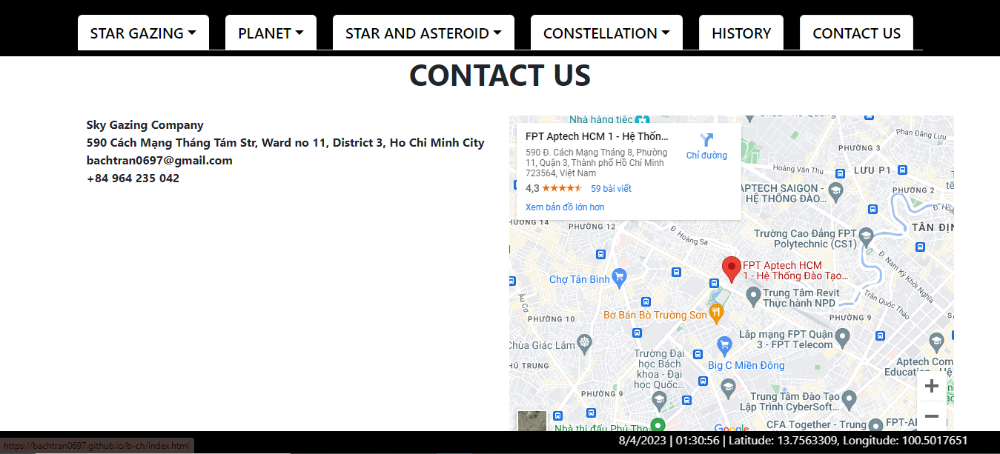 STAR GAZING
PLANET
STAR AND ASTEROID
CONSTELLATION
HISTORY
CONTACT US
CONTACT US
Sky Gazing Company
590 Cách Mạng Tháng Tám Str, Ward no 11, District 3, Ho Chi Minh City
bachtran0697@gmail.com
+84 964 235 042
Nhà hàng tiệc
FPT Aptech HCM 1 - Hệ Thốn...
590 Đ. Cách Mạng Tháng 8, Phường
11, Quận 3, Thành phố Hồ Chí Minh
723564, Việt Nam
4,3
59 bài viết
Xem bản đồ lớn hơn
Chỉ đường
Phan Đăng Lưu
PHƯỜNG 3
Hoàng Văn Thụ
LƯU P1
APTECH SAIGON -
HỆ THỐNG ĐÀO...
PHƯỜNG 2
Đ. Hoà
TÂN ĐỊN
PHƯỜNG 14
PHƯỜNG 12
Đ. Hoàng Sa
Trường Cao Đẳng FPT
Polytechnic (CS1)
Đ. Nam Kỳ Khởi Nghĩa
FPT Aptech HCM
1 - Hệ Thống Đào Tạo...
Chợ Tân Bình
Trung Tâm Revit
Thực hành NPD
Trần Quốc Thảo
Âu Cơ
PHƯỜNG 10
Bơ Bán Bò Trường Sơn
PHƯỜNG 9
Chùa Giác Lâm
Lắp mạng FPT Quận
3 - FPT Telecom
HÚ TRUNG
Trường Đại
học Bách
khoa - Đại
học Quốc...
Big C Miền Đông
Aptech Com
Education - Hệ
PHƯỜNG 9
Trung Tâm Đào Tạo
Lập Trình CyberSoft...
Nhà thi đấu Phú Thọ
Google
CFA Together - Trung
FPT-AP
https://bachtran0697.github.io/b-ch/index.html
8/4/2023 | 01:30:56 | Latitude: 13.7563309, Longitude: 100.5017651